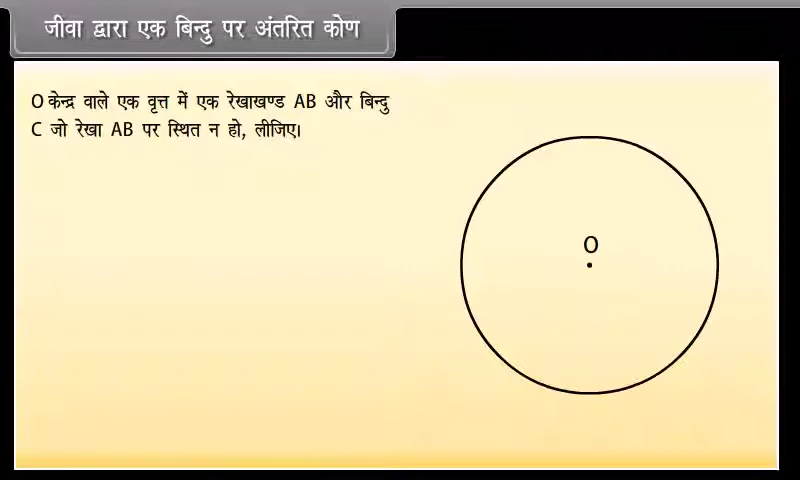 जीवा द्वारा एक बिन्दु पर अंतरित कोण
O केन्द्र वाले एक वृत्त में एक रेखाखण्ड AB और बिन्दु
C जो रेखा AB पर स्थित न हो, लीजिए।
O